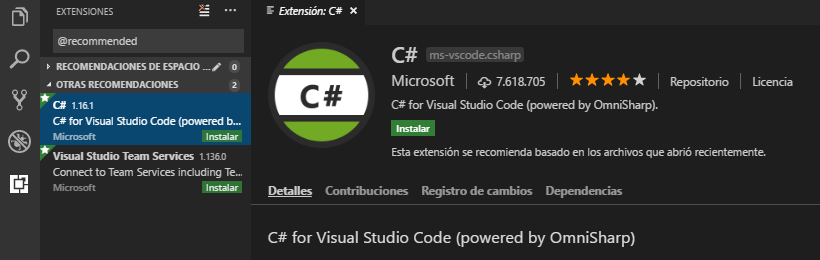 EXTENSIONES
@recommended
RECOMENDACIONES DE ESPACIO ... 0
OTRAS RECOMENDACIONES 2
C# 1.16.1
C# for Visual Studio Code (powered b...
Microsoft Instalar
Visual Studio Team Services 1.136.0
Connect to Team Services including Te...
Microsoft Instalar
Extensión: C#
C#
C# ms-vscode.csharp
Microsoft 7.618.705 Repositorio Licencia
C# for Visual Studio Code (powered by OmniSharp).
Instalar
Esta extensión se recomienda basado en los archivos que abrió recientemente.
Detalles Contribuciones Registro de cambios Dependencias
C# for Visual Studio Code (powered by OmniSharp)